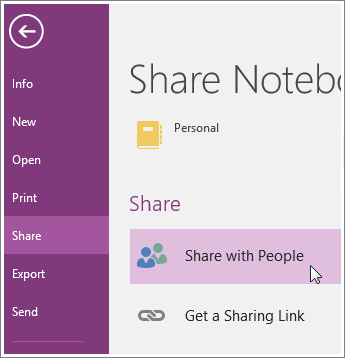 Info
New
Open
Print
Share
Export
Send
Share Notebo
Personal
Share
Share with People
Get a Sharing Link